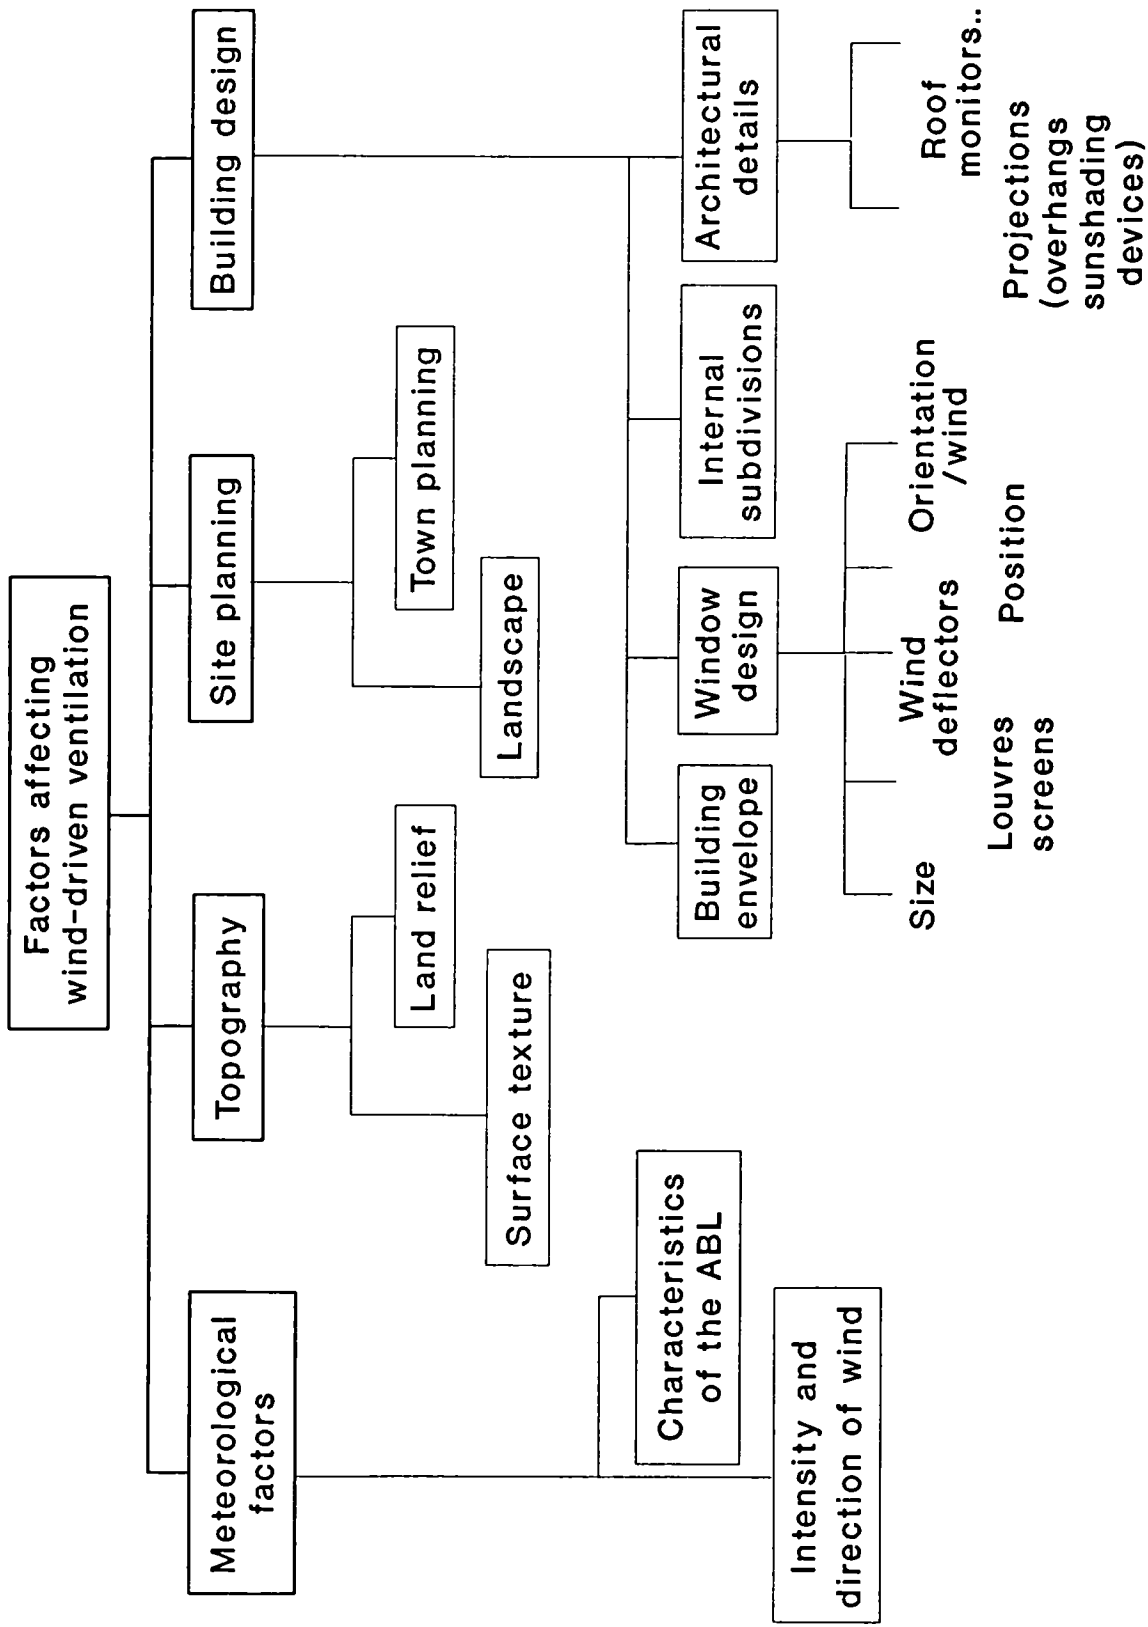 Factors affecting
wind-driven ventilation
Meteorological
factors
Topography
Site planning
Building design
Land relief
Surface texture
Town planning
Landscape
Characteristics
of the ABL
Intensity and
direction of wind
Building
envelope
Window
design
Internal
subdivisions
Architectural
details
Size
Louvres
screens
Wind
deflectors
Position
Orientation
/wind
Projections
(overhangs
sunshading
devices)
Roof
monitors..